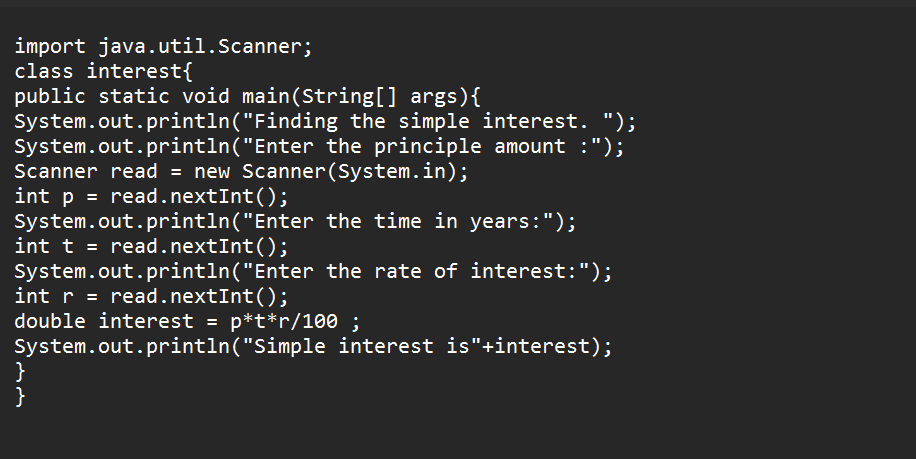 import java.util.Scanner;
class interest{
public static void main(String[] args){
System.out.println("Finding the simple interest. ");
System.out.println("Enter the principle amount :");
Scanner read = new Scanner(System.in);
int p = read.nextInt();
System.out.println("Enter the time in years:");
int t = read.nextInt();
System.out.println("Enter the rate of interest:");
int r = read.nextInt();
double interest = p*t*r/100 ;
System.out.println("Simple interest is"+interest);
}
}